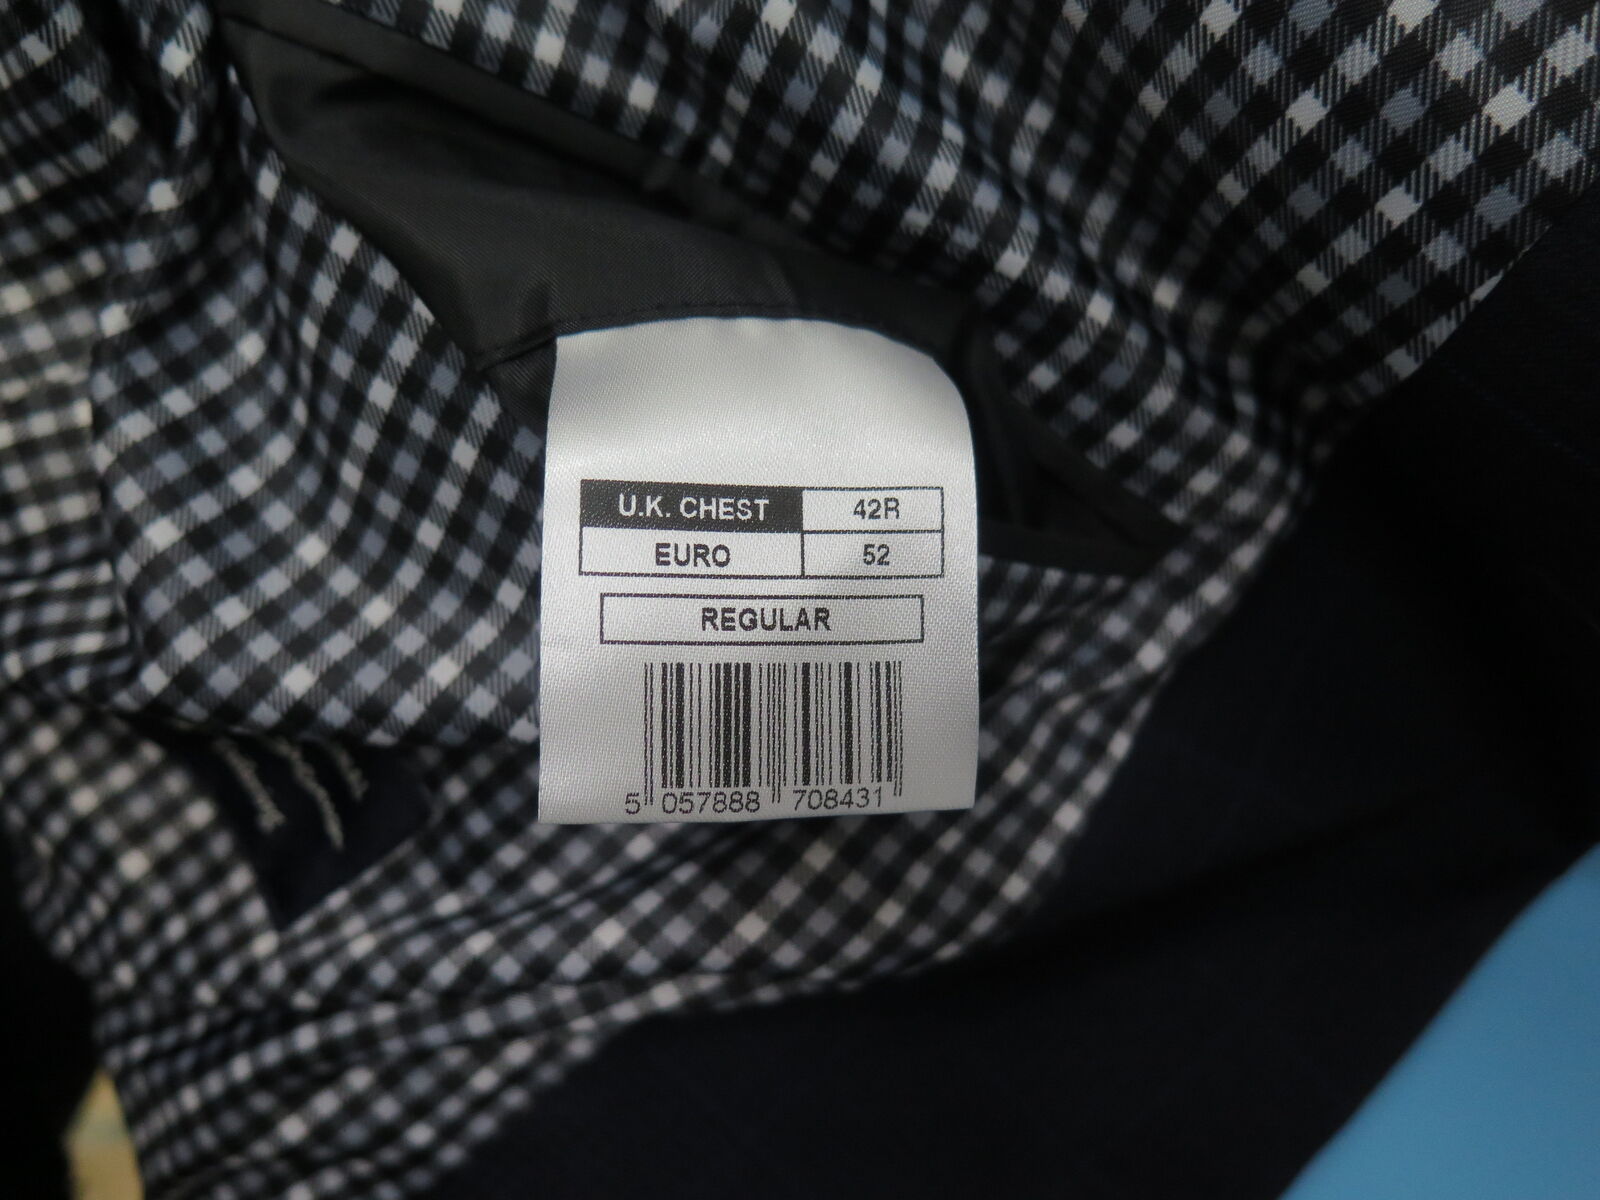 U.K. CHEST 42R
EURO 52
REGULAR
5 057888 708431